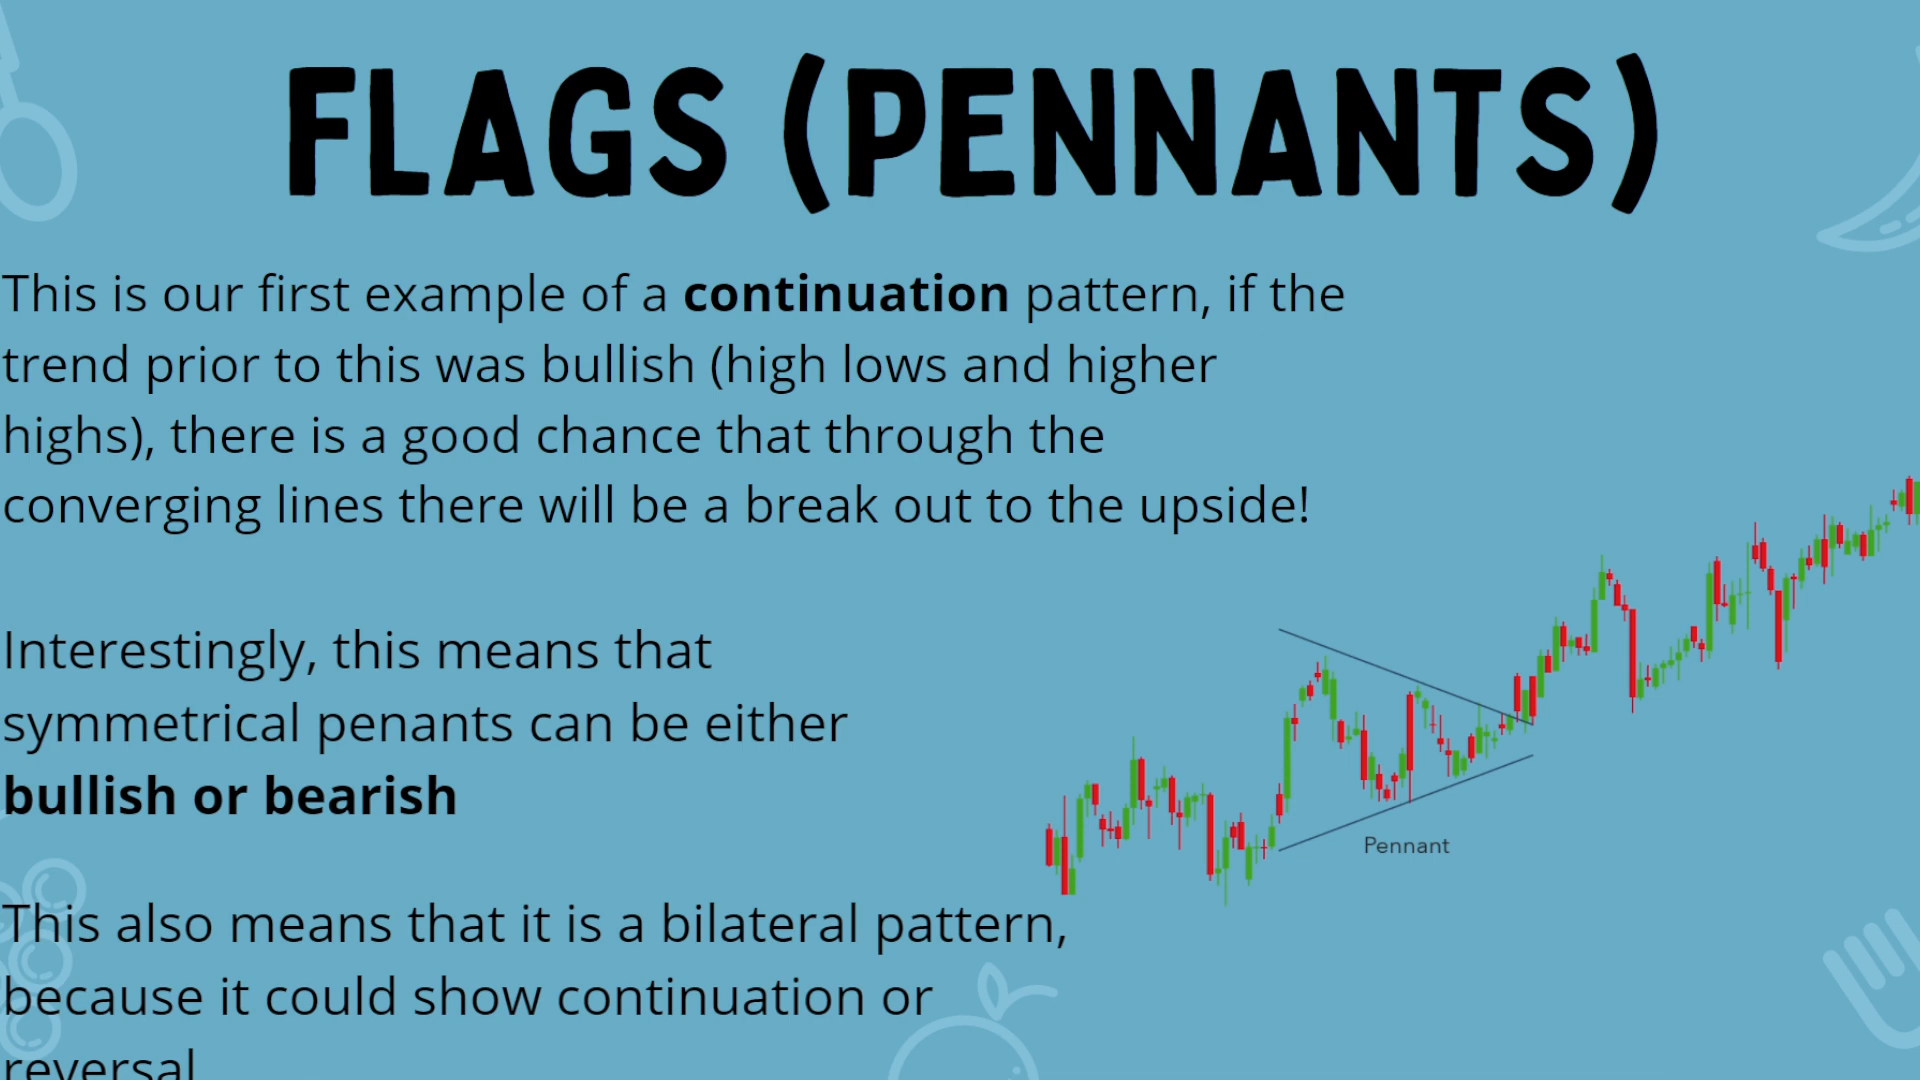 FLAGS (PENNANTS)
This is our first example of a continuation pattern, if the
trend prior to this was bullish (high lows and higher
highs), there is a good chance that through the
converging lines there will be a break out to the upside!
Interestingly, this means that
symmetrical penants can be either
bullish or bearish
Pennant
This also means that it is a bilateral pattern,
because it could show continuation or
reversal